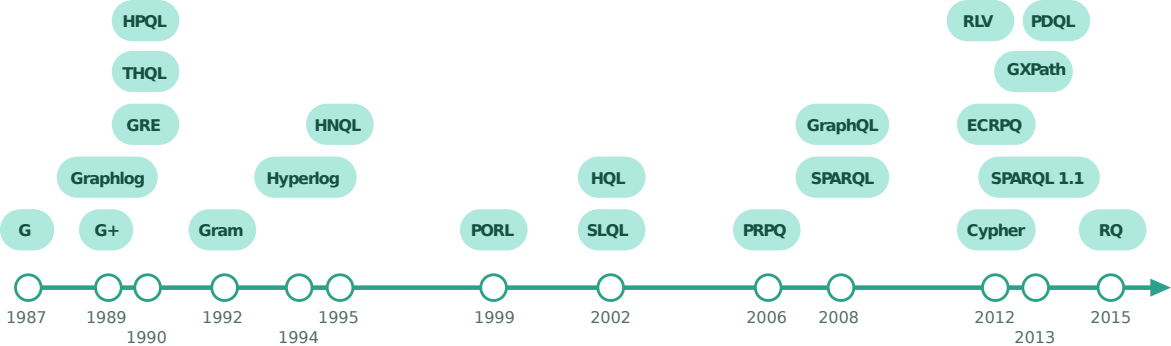 HPQL RLV PDQL
THQL GXPath
GRE HNQL GraphQL ECRPQ
Graphlog Hyperlog HQL SPARQL SPARQL 1.1
G G+ Gram PORL SLQL PRPQ Cypher RQ
1987 1989 1992 1995 1999 2002 2006 2008 2012 2015
1990 1994 2013